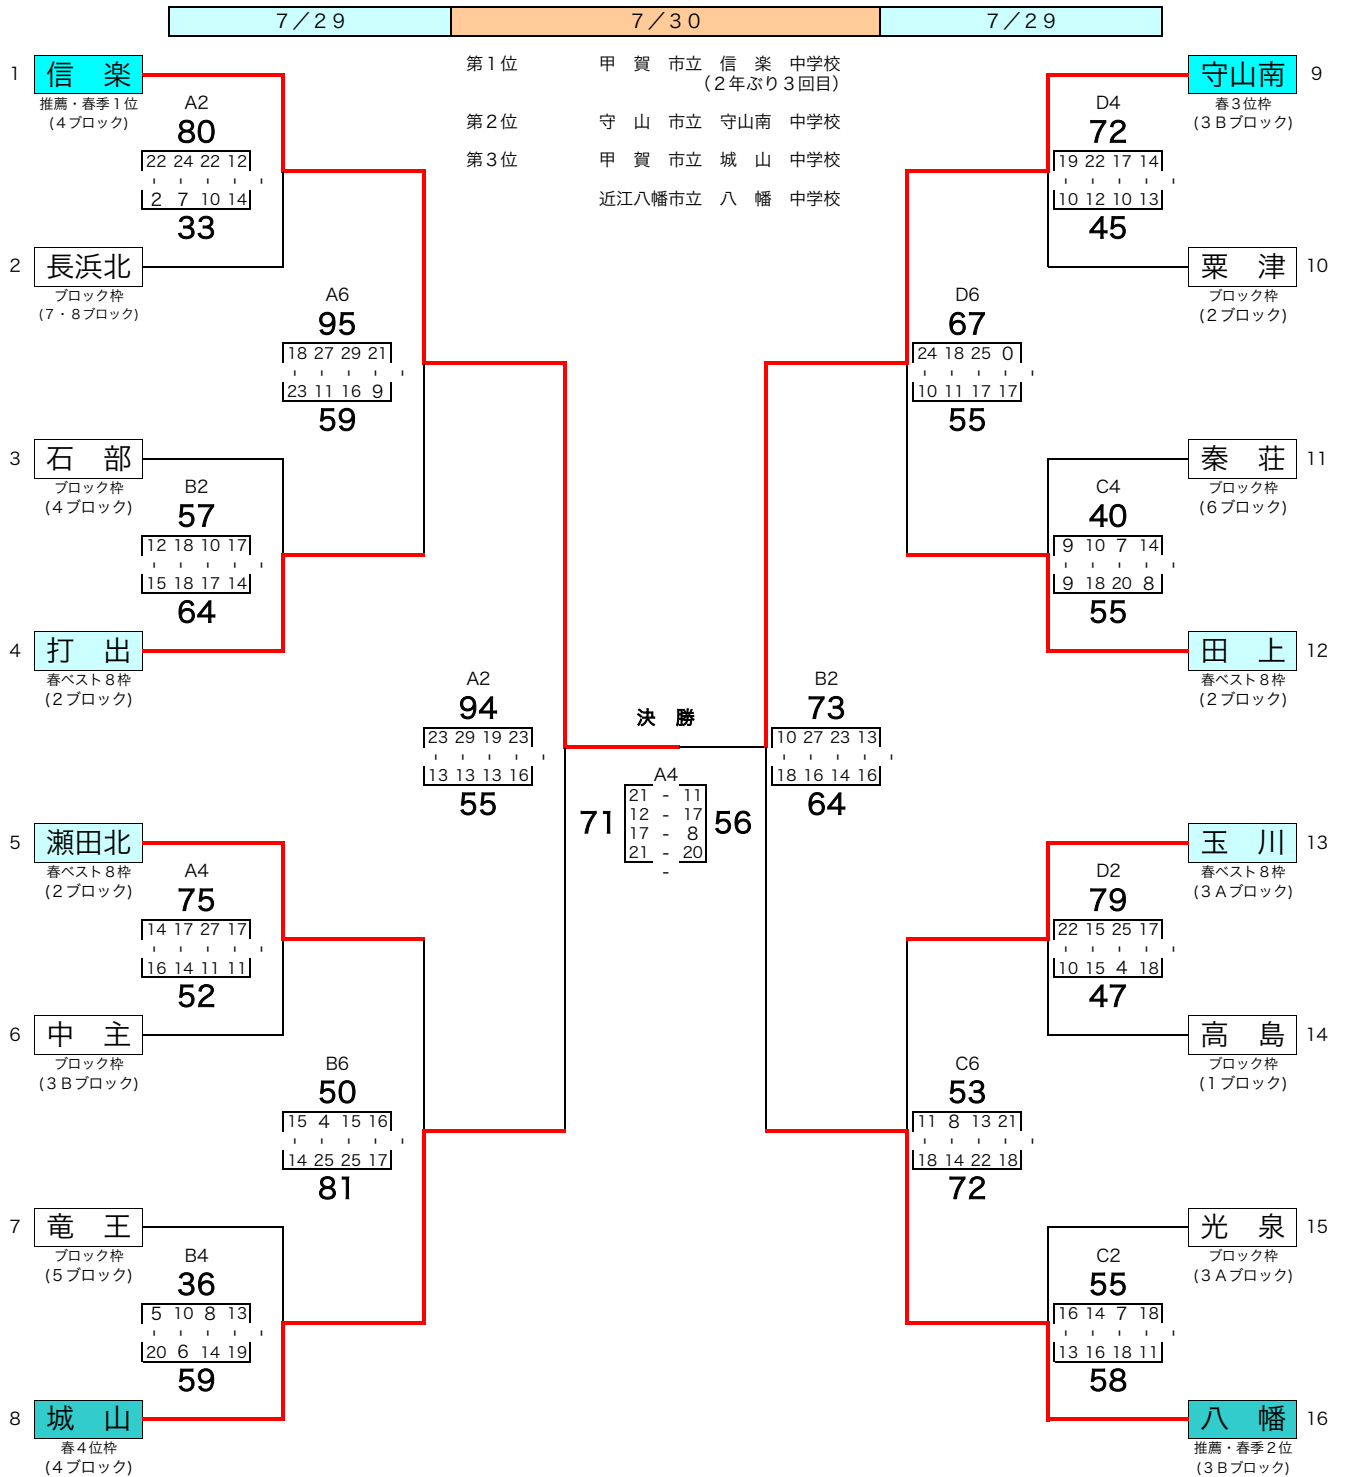 7／29 7／30 7／29
第1位 甲 賀 市立 信 楽 中学校
（2年ぶり3回目）
第2位 守 山 市立 守山南 中学校
第3位 甲 賀 市立 城 山 中学校
近江八幡市立 八 幡 中学校
1 信 楽
推薦・春季1位
(4ブロック)
A2
80
22 24 22 12
- - - - -
2 7 10 14
33
2 長浜北
ブロック枠
(7・8ブロック)
A6
95
18 27 29 21
- - - - -
23 11 16 9
59
3 石 部
ブロック枠
(4ブロック)
B2
57
12 18 10 17
- - - - -
15 18 17 14
64
4 打 出
春ベスト8枠
(2ブロック)
A2
94
23 29 19 23
- - - - -
13 13 13 16
55
5 瀬田北
春ベスト8枠
(2ブロック)
A4
75
14 17 27 17
- - - - -
16 14 11 11
52
6 中 主
ブロック枠
(3Bブロック)
B6
50
15 4 15 16
- - - - -
14 25 25 17
81
7 竜 王
ブロック枠
(5ブロック)
B4
36
5 10 8 13
- - - - -
20 6 14 19
59
8 城 山
春4位枠
(4ブロック)
決 勝
A4
71 56
21 - 11
12 - 17
17 - 8
21 - 20
-
守山南 9
春3位枠
(3Bブロック)
D4
72
19 22 17 14
- - - - -
10 12 10 13
45
粟 津 10
ブロック枠
(2ブロック)
D6
67
24 18 25 0
- - - - -
10 11 17 17
55
秦 荘 11
ブロック枠
(6ブロック)
C4
40
9 10 7 14
- - - - -
9 18 20 8
55
田 上 12
春ベスト8枠
(2ブロック)
B2
73
10 27 23 13
- - - - -
18 16 14 16
64
玉 川 13
春ベスト8枠
(3Aブロック)
D2
79
22 15 25 17
- - - - -
10 15 4 18
47
高 島 14
ブロック枠
(1ブロック)
C6
53
11 8 13 21
- - - - -
18 14 22 18
72
光 泉 15
ブロック枠
(3Aブロック)
C2
55
16 14 7 18
- - - - -
13 16 18 11
58
八 幡 16
推薦・春季2位
(3Bブロック)